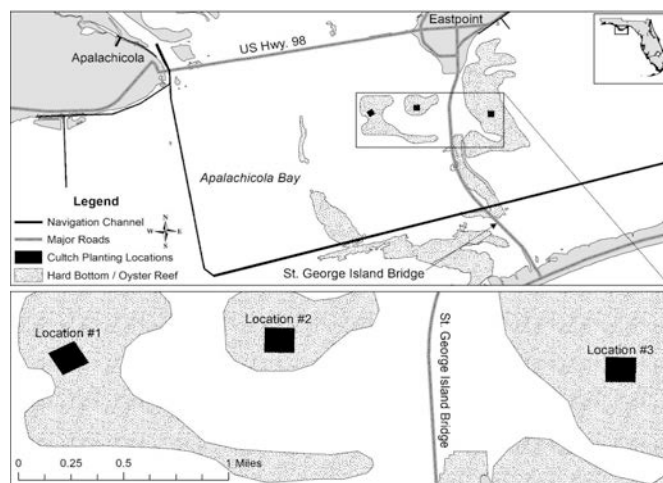 Eastpoint
US Hwy. 98
Apalachicola
Apalachicola Bay
Legend
N
W
E
S
Navigation Channel
Major Roads
Cultch Planting Locations
Hard Bottom / Oyster Reef
St. George Island Bridge
Location #1
Location #2
St. George Island Bridge
Location #3
0
0.25
0.5
1 Miles